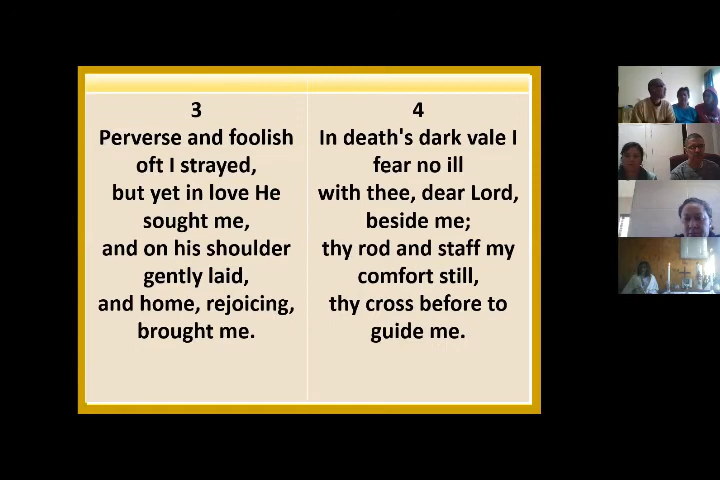 3
Perverse and foolish
oft I strayed,
but yet in love He
sought me,
and on his shoulder
gently laid,
and home, rejoicing,
brought me.
4
In death's dark vale I
fear no ill
with thee, dear Lord,
beside me;
thy rod and staff my
comfort still,
thy cross before to
guide me.